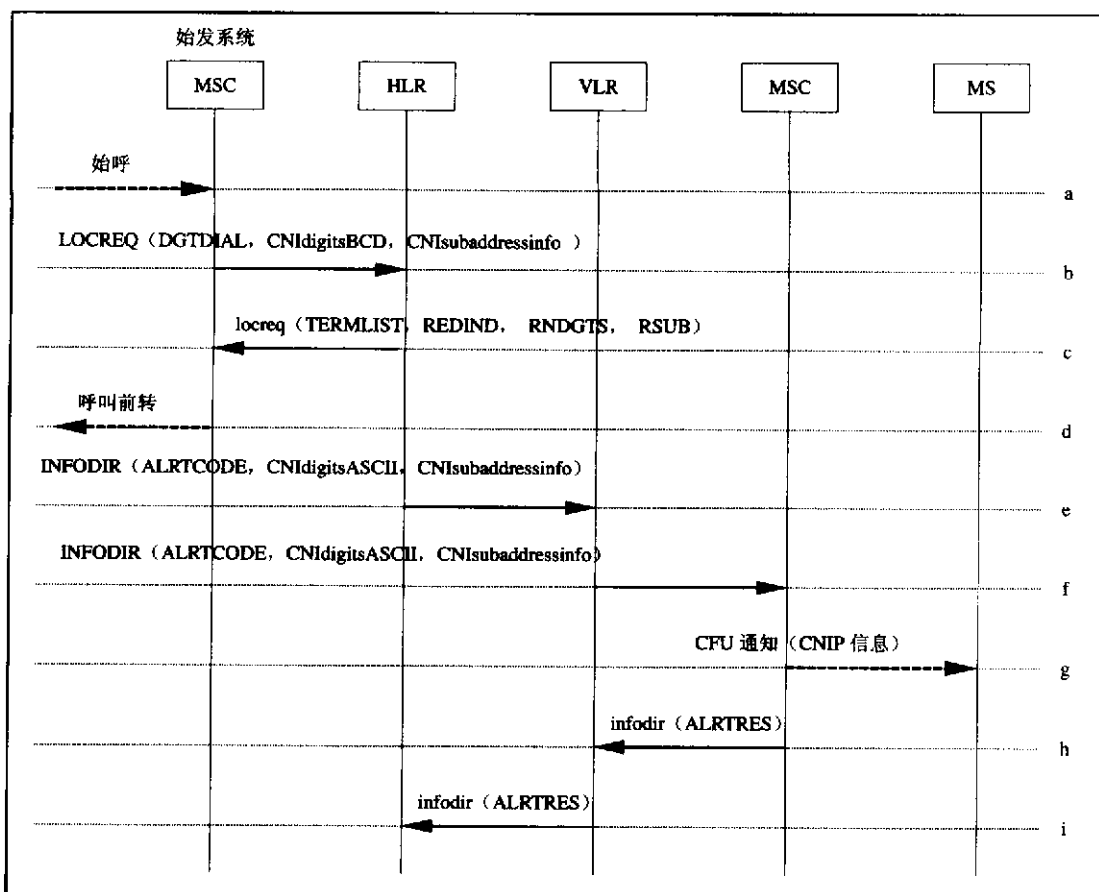 始发系统
MSC HLR VLR MSC MS
始呼
a
LOCREQ（DGTDIAL，CNIdigitsBCD，CNIsubaddressinfo ）
b
locreq（TERMLIST，REDIND， RNDGTS， RSUB）
c
呼叫前转
d
INFODIR（ALRTCODE，CNIdigitsASCII，CNIsubaddressinfo）
e
INFODIR（ALRTCODE，CNIdigitsASCII，CNIsubaddressinfo）
f
CFU 通知（CNIP 信息）
g
infodir（ALRTRES）
h
infodir（ALRTRES）
i